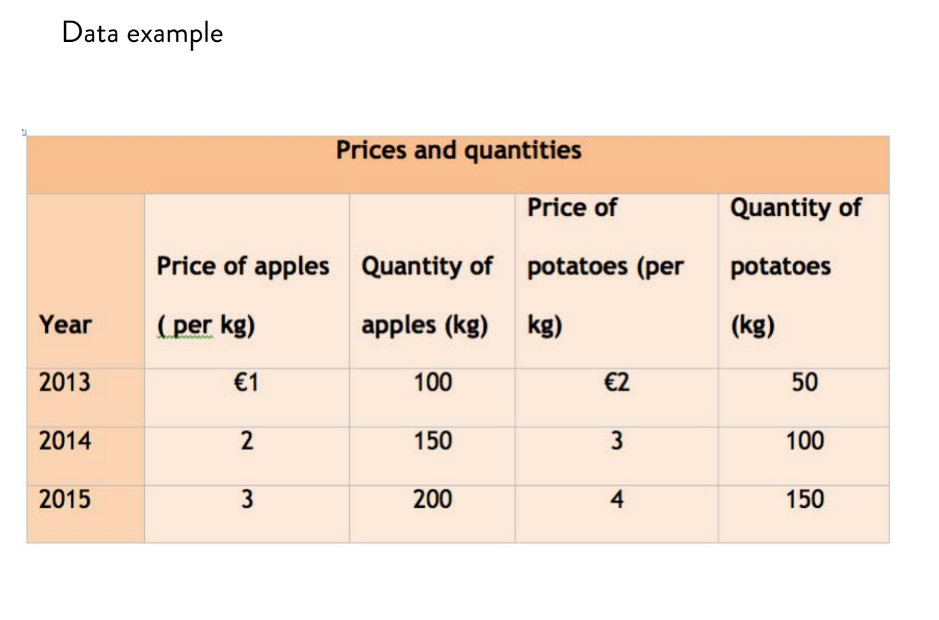 Data example
Prices and quantities
Year
Price of apples
( per kg)
Quantity of
apples (kg)
Price of
potatoes (per
kg)
Quantity of
potatoes
(kg)
2013 €1 100 €2 50
2014 2 150 3 100
2015 3 200 4 150